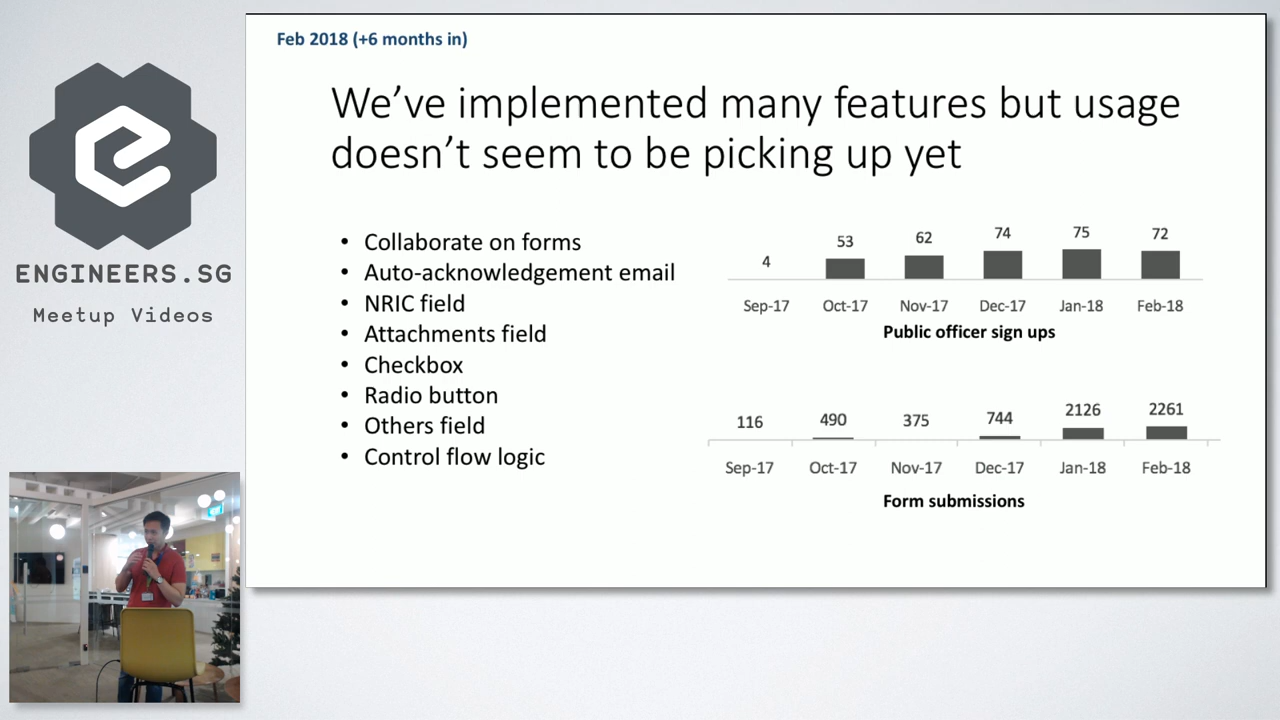 ENGINEERS.SG
Meetup Videos
Feb 2018 (+6 months in)
We’ve implemented many features but usage
doesn’t seem to be picking up yet
• Collaborate on forms
• Auto-acknowledgement email
• NRIC field
• Attachments field
• Checkbox
• Radio button
• Others field
• Control flow logic
4 53 62 74 75 72
Sep-17 Oct-17 Nov-17 Dec-17 Jan-18 Feb-18
Public officer sign ups
116 490 375 744 2126 2261
Sep-17 Oct-17 Nov-17 Dec-17 Jan-18 Feb-18
Form submissions